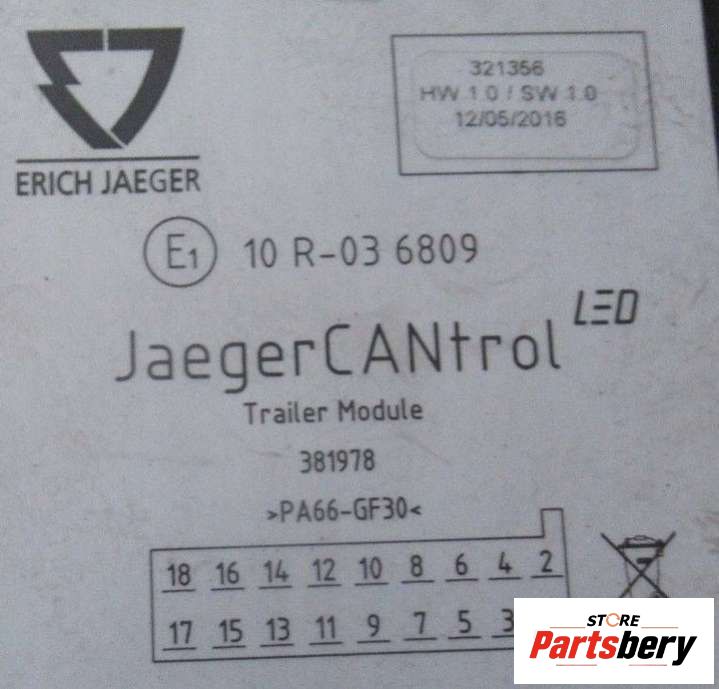 321356
HW 1.0 / SW 1.0
12/05/2016
ERICH JAEGER
E1 10 R-03 6809
JaegerCANtrol LED
Trailer Module
381978
>PA66-GF30<
18 16 14 12 10 8 6 4 2
17 15 13 11 9 7 5 3
STORE
Partsbery